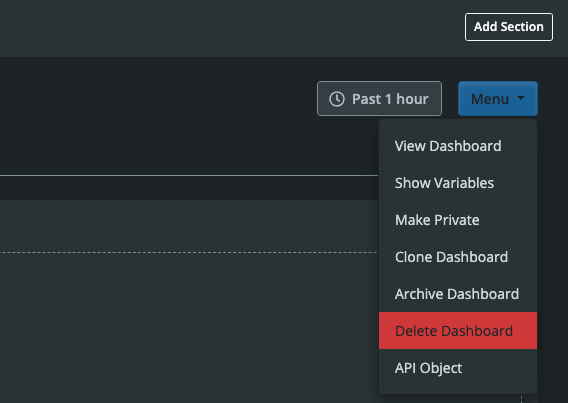 Add Section
Past 1 hour
Menu
View Dashboard
Show Variables
Make Private
Clone Dashboard
Archive Dashboard
Delete Dashboard
API Object